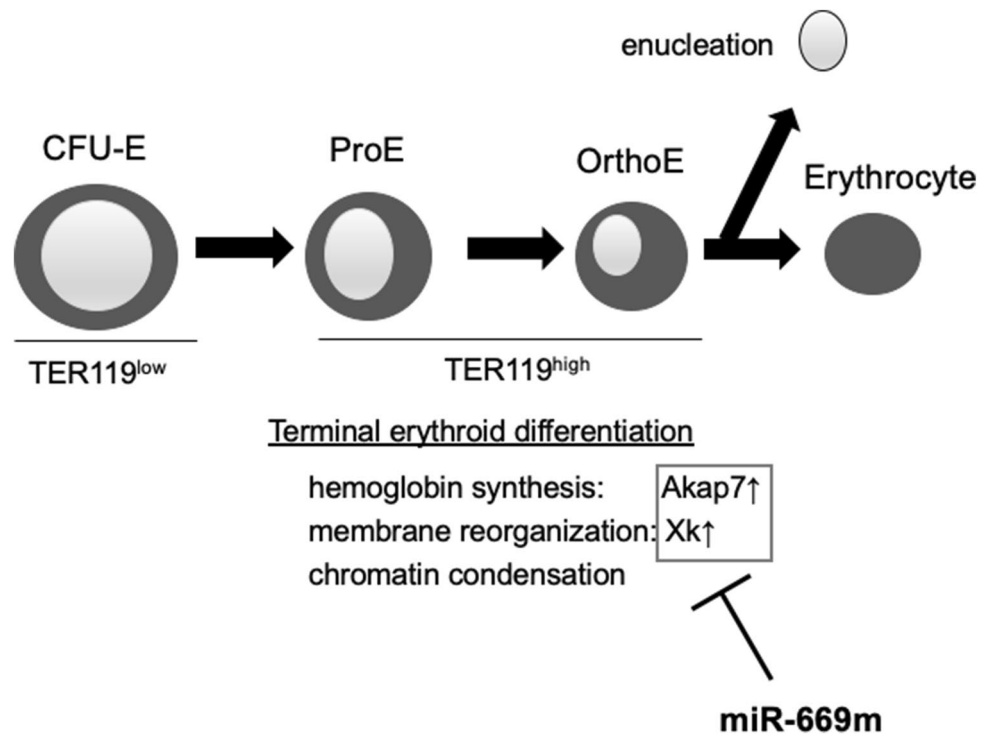 enucleation
CFU-E
ProE
OrthoE
Erythrocyte
TER119low
TER119high
Terminal erythroid differentiation
hemoglobin synthesis: Akap7↑
membrane reorganization: Xk↑
chromatin condensation
miR-669m